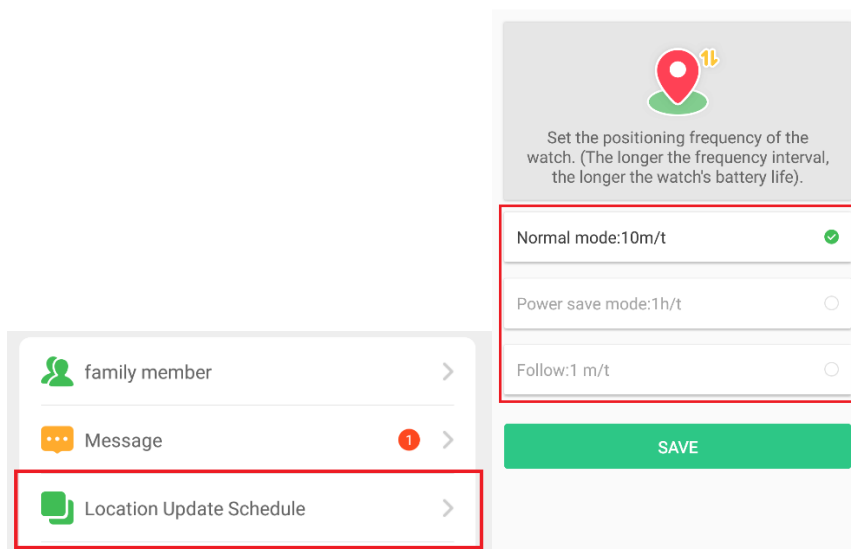 family member
Message
1
Location Update Schedule
Set the positioning frequency of the
watch. (The longer the frequency interval,
the longer the watch's battery life).
Normal mode:10m/t
Power save mode:1h/t
Follow:1 m/t
SAVE